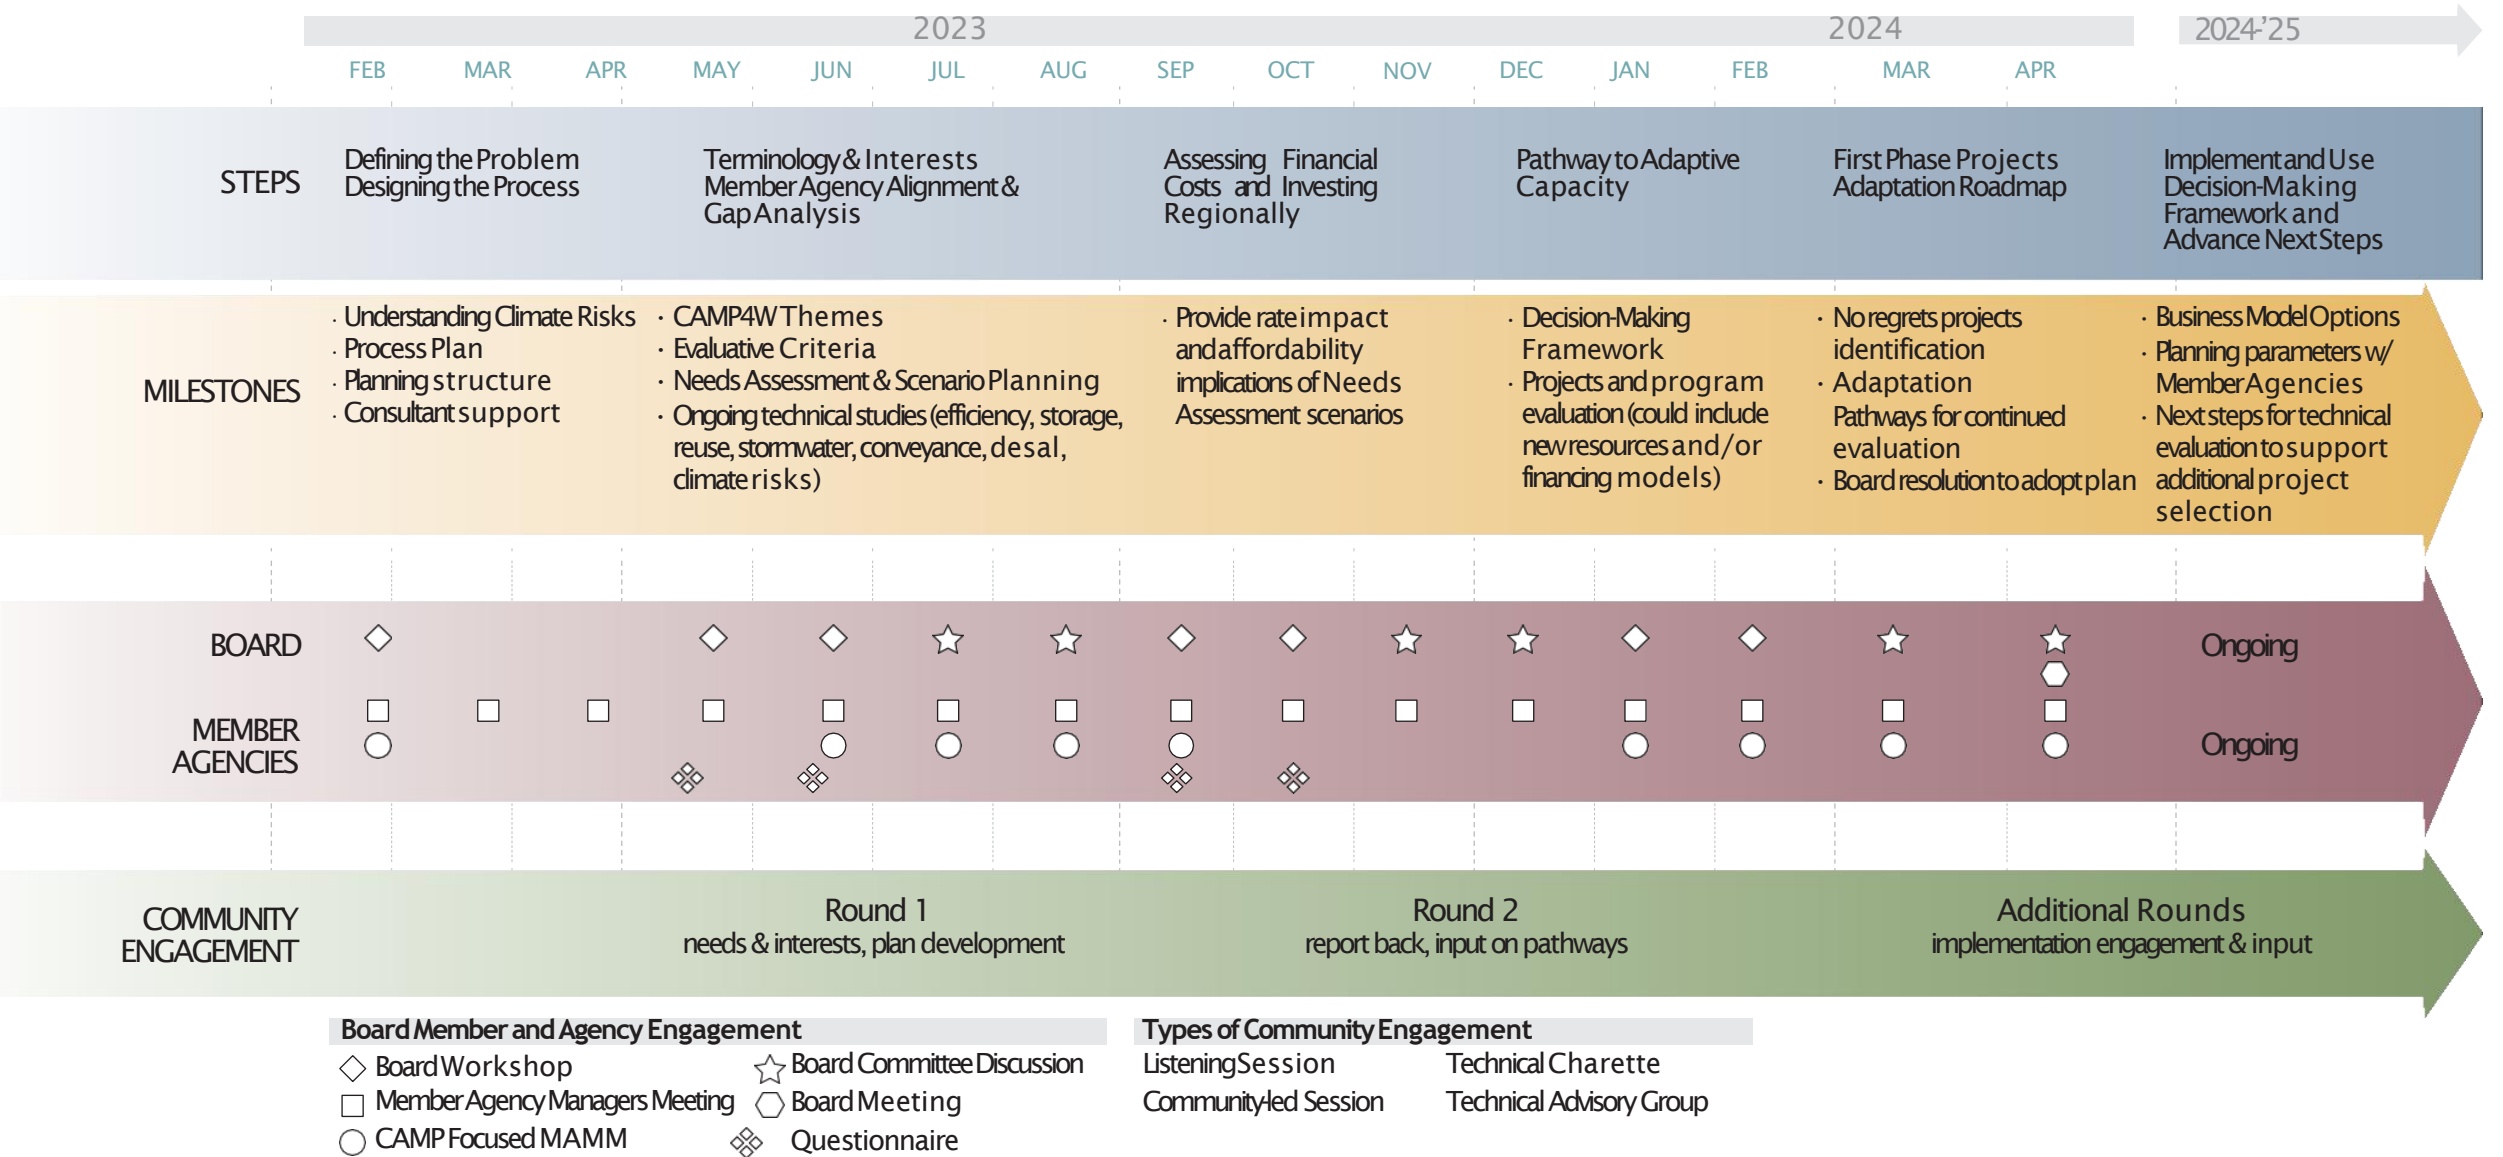 2023 2024 2024-'25
FEB MAR APR MAY JUN JUL AUG SEP OCT NOV DEC JAN FEB MAR APR
STEPS
Defining the Problem
Designing the Process
Terminology & Interests
Member Agency Alignment &
Gap Analysis
Assessing Financial
Costs and Investing
Regionally
Pathway to Adaptive
Capacity
First Phase Projects
Adaptation Roadmap
Implement and Use
Decision-Making
Framework and
Advance Next Steps
MILESTONES
· Understanding Climate Risks
· Process Plan
· Planning structure
· Consultant support
· CAMP4W Themes
· Evaluative Criteria
· Needs Assessment & Scenario Planning
· Ongoing technical studies (efficiency, storage,
reuse, stormwater, conveyance, desal,
climate risks)
· Provide rate impact
and affordability
implications of Needs
Assessment scenarios
· Decision-Making
Framework
· Projects and program
evaluation (could include
new resources and/or
financing models)
· No regrets projects
identification
· Adaptation
Pathways for continued
evaluation
· Board resolution to adopt plan
· Business Model Options
· Planning parameters w/
Member Agencies
· Next steps for technical
evaluation to support
additional project
selection
BOARD
Ongoing
MEMBER
AGENCIES
Ongoing
COMMUNITY
ENGAGEMENT
Round 1
needs & interests, plan development
Round 2
report back, input on pathways
Additional Rounds
implementation engagement & input
Board Member and Agency Engagement
Board Workshop
Member Agency Managers Meeting
CAMP Focused MAMM
Board Committee Discussion
Board Meeting
Questionnaire
Types of Community Engagement
Listening Session
Community-led Session
Technical Charette
Technical Advisory Group